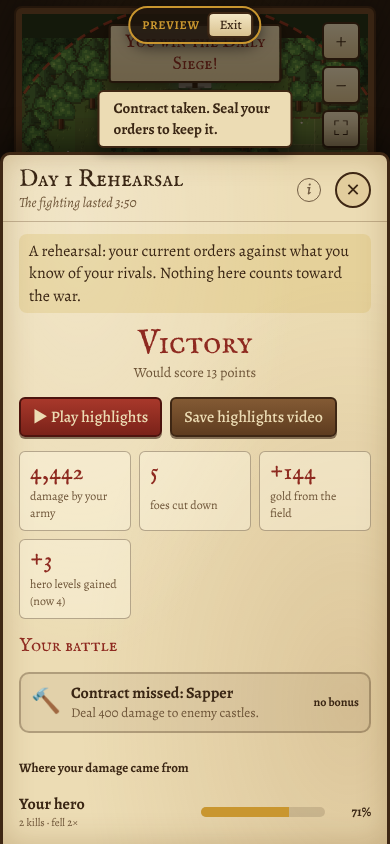 PREVIEW Exit
You win the Daily
Siege!
Contract taken. Seal your
orders to keep it.
Day 1 Rehearsal
The fighting lasted 3:50
A rehearsal: your current orders against what you
know of your rivals. Nothing here counts toward
the war.
Victory
Would score 13 points
Play highlights
Save highlights video
4,442
damage by your
army
5
foes cut down
+144
gold from the
field
+3
hero levels gained
(now 4)
Your battle
Contract missed: Sapper
Deal 400 damage to enemy castles.
no bonus
Where your damage came from
Your hero
2 kills · fell 2×
71%